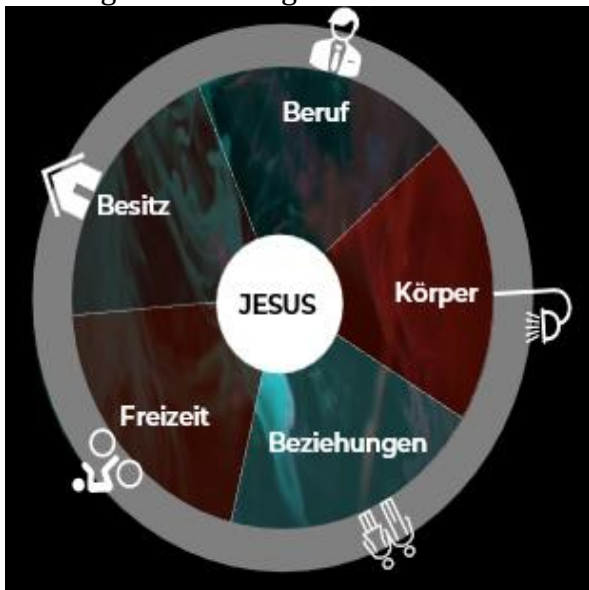 Beruf
Besitz
Körper
JESUS
Freizeit
Beziehungen